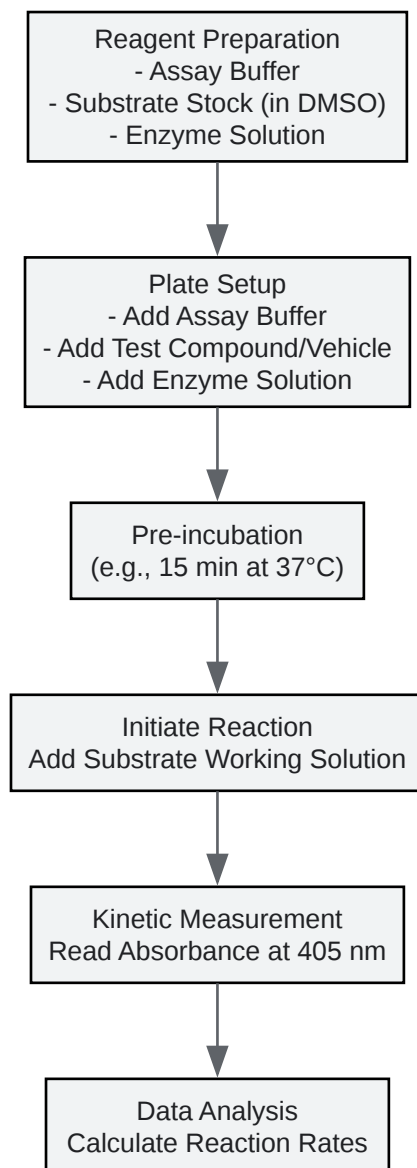 Reagent Preparation
- Assay Buffer
- Substrate Stock (in DMSO)
- Enzyme Solution
Plate Setup
- Add Assay Buffer
- Add Test Compound/Vehicle
- Add Enzyme Solution
Pre-incubation
(e.g., 15 min at 37°C)
Initiate Reaction
Add Substrate Working Solution
Kinetic Measurement
Read Absorbance at 405 nm
Data Analysis
Calculate Reaction Rates